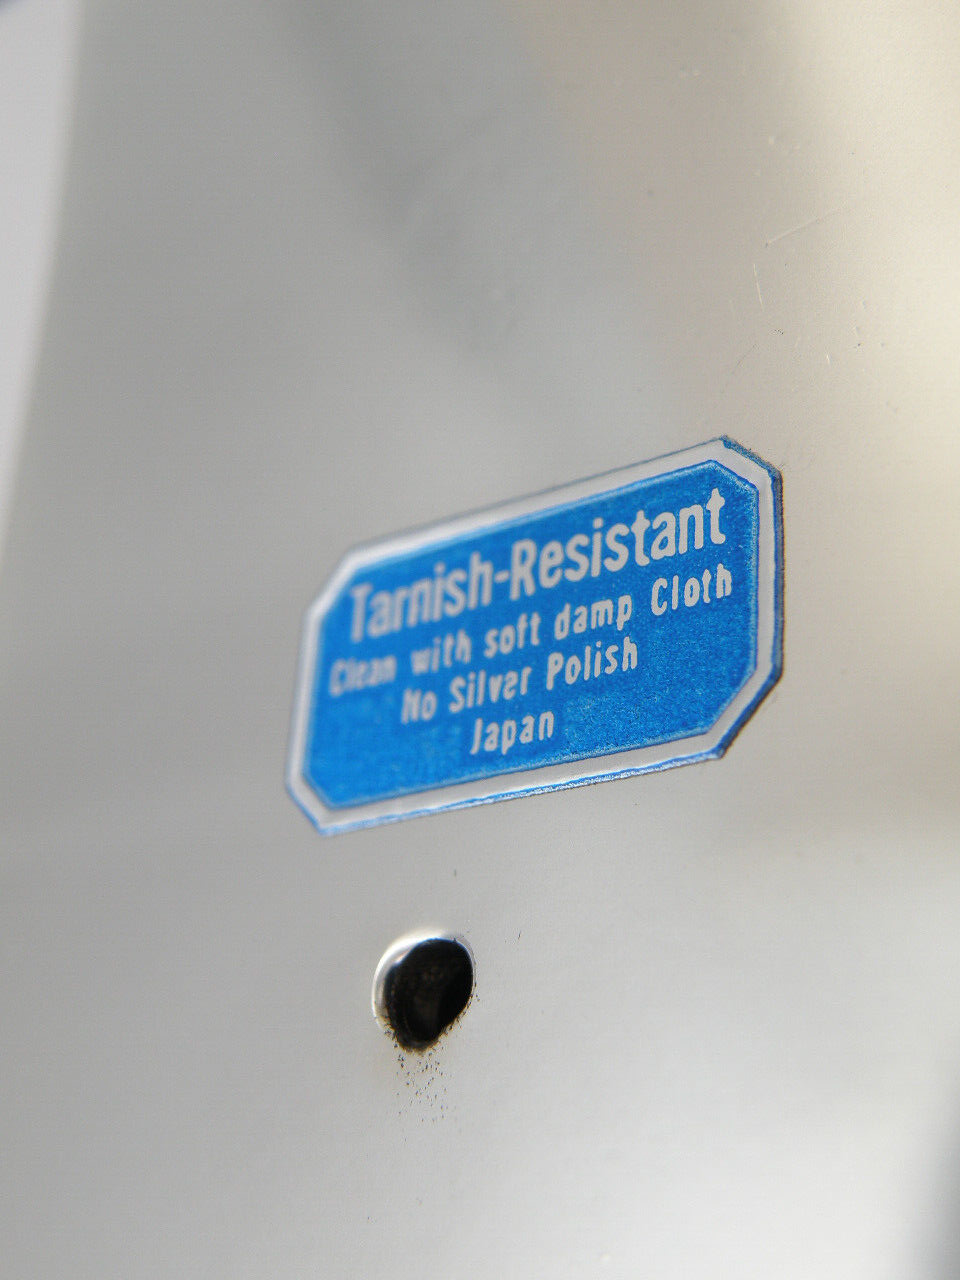 Tarnish-Resistant
Clean with soft damp Cloth
No Silver Polish
Japan